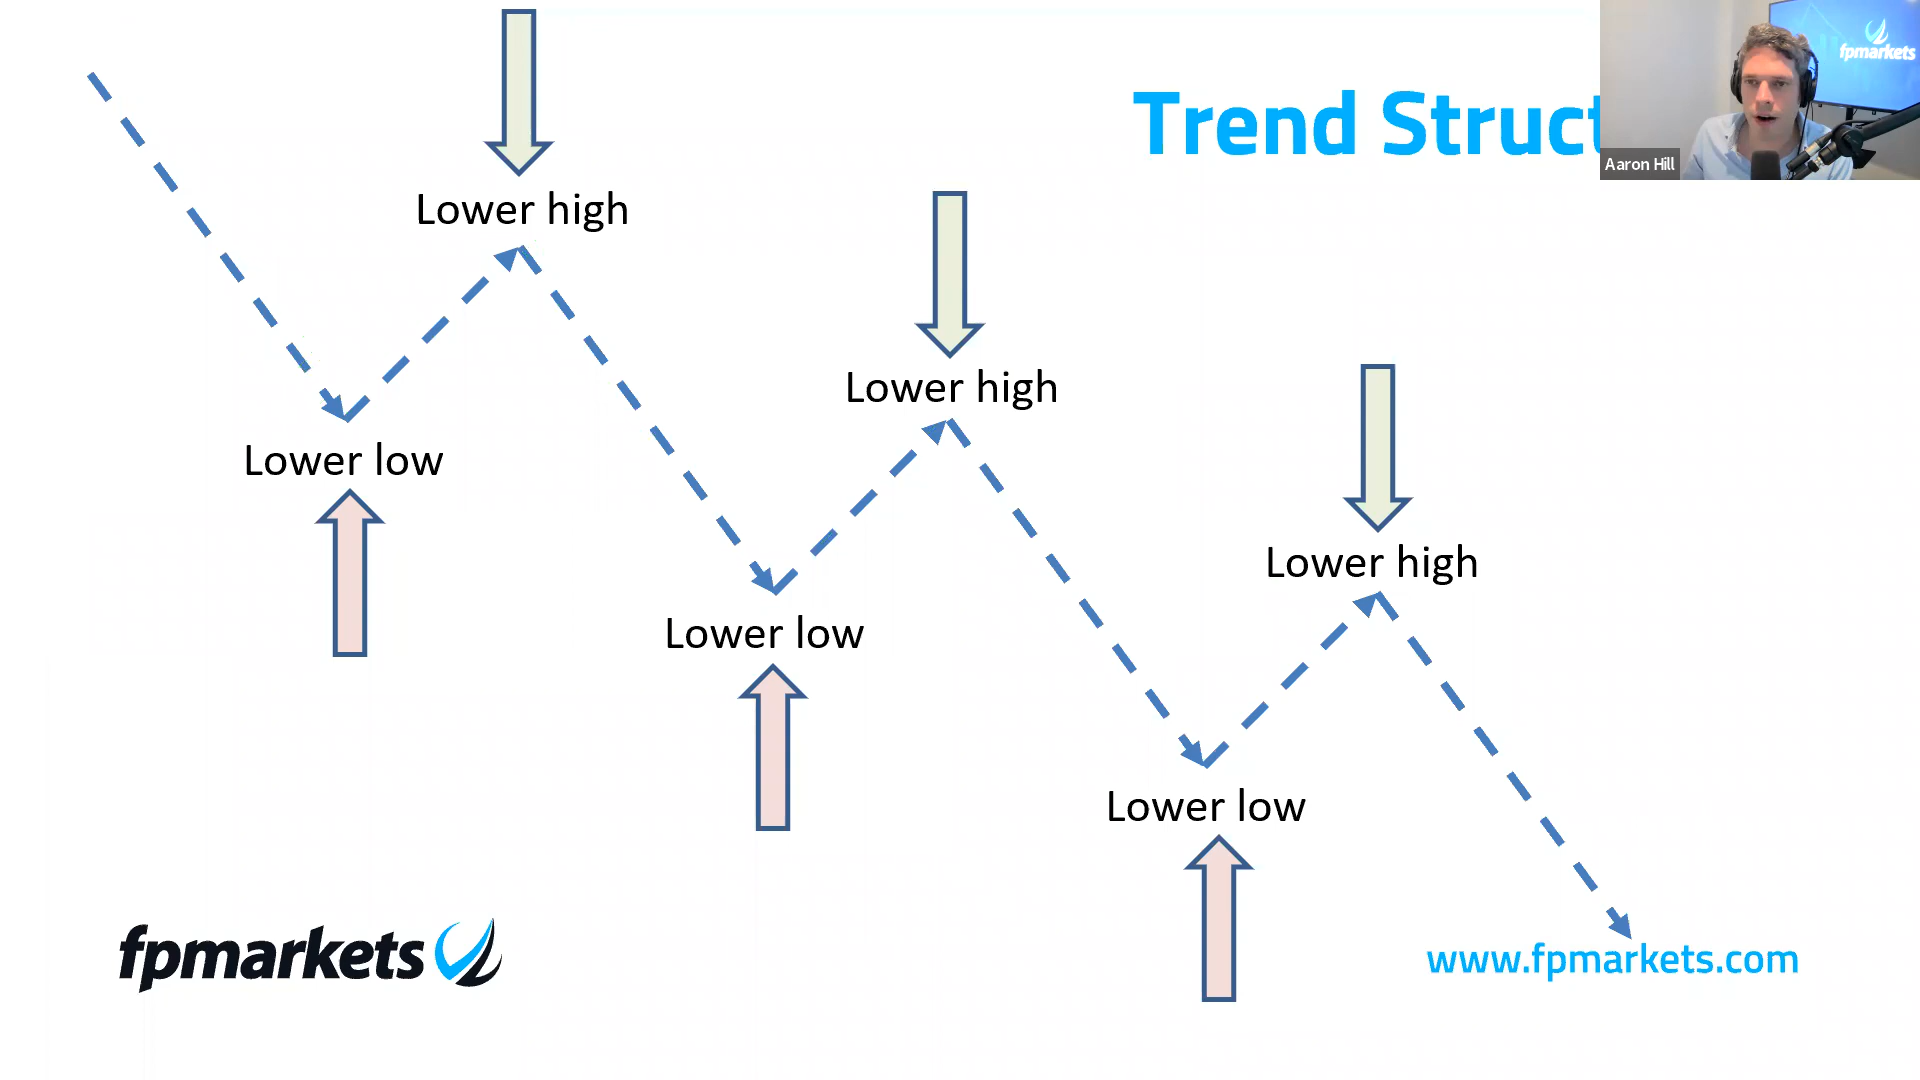 Trend Struct
fpmarkets
Aaron Hill
Lower high
Lower high
Lower low
Lower high
Lower low
Lower low
fpmarkets
www.fpmarkets.com